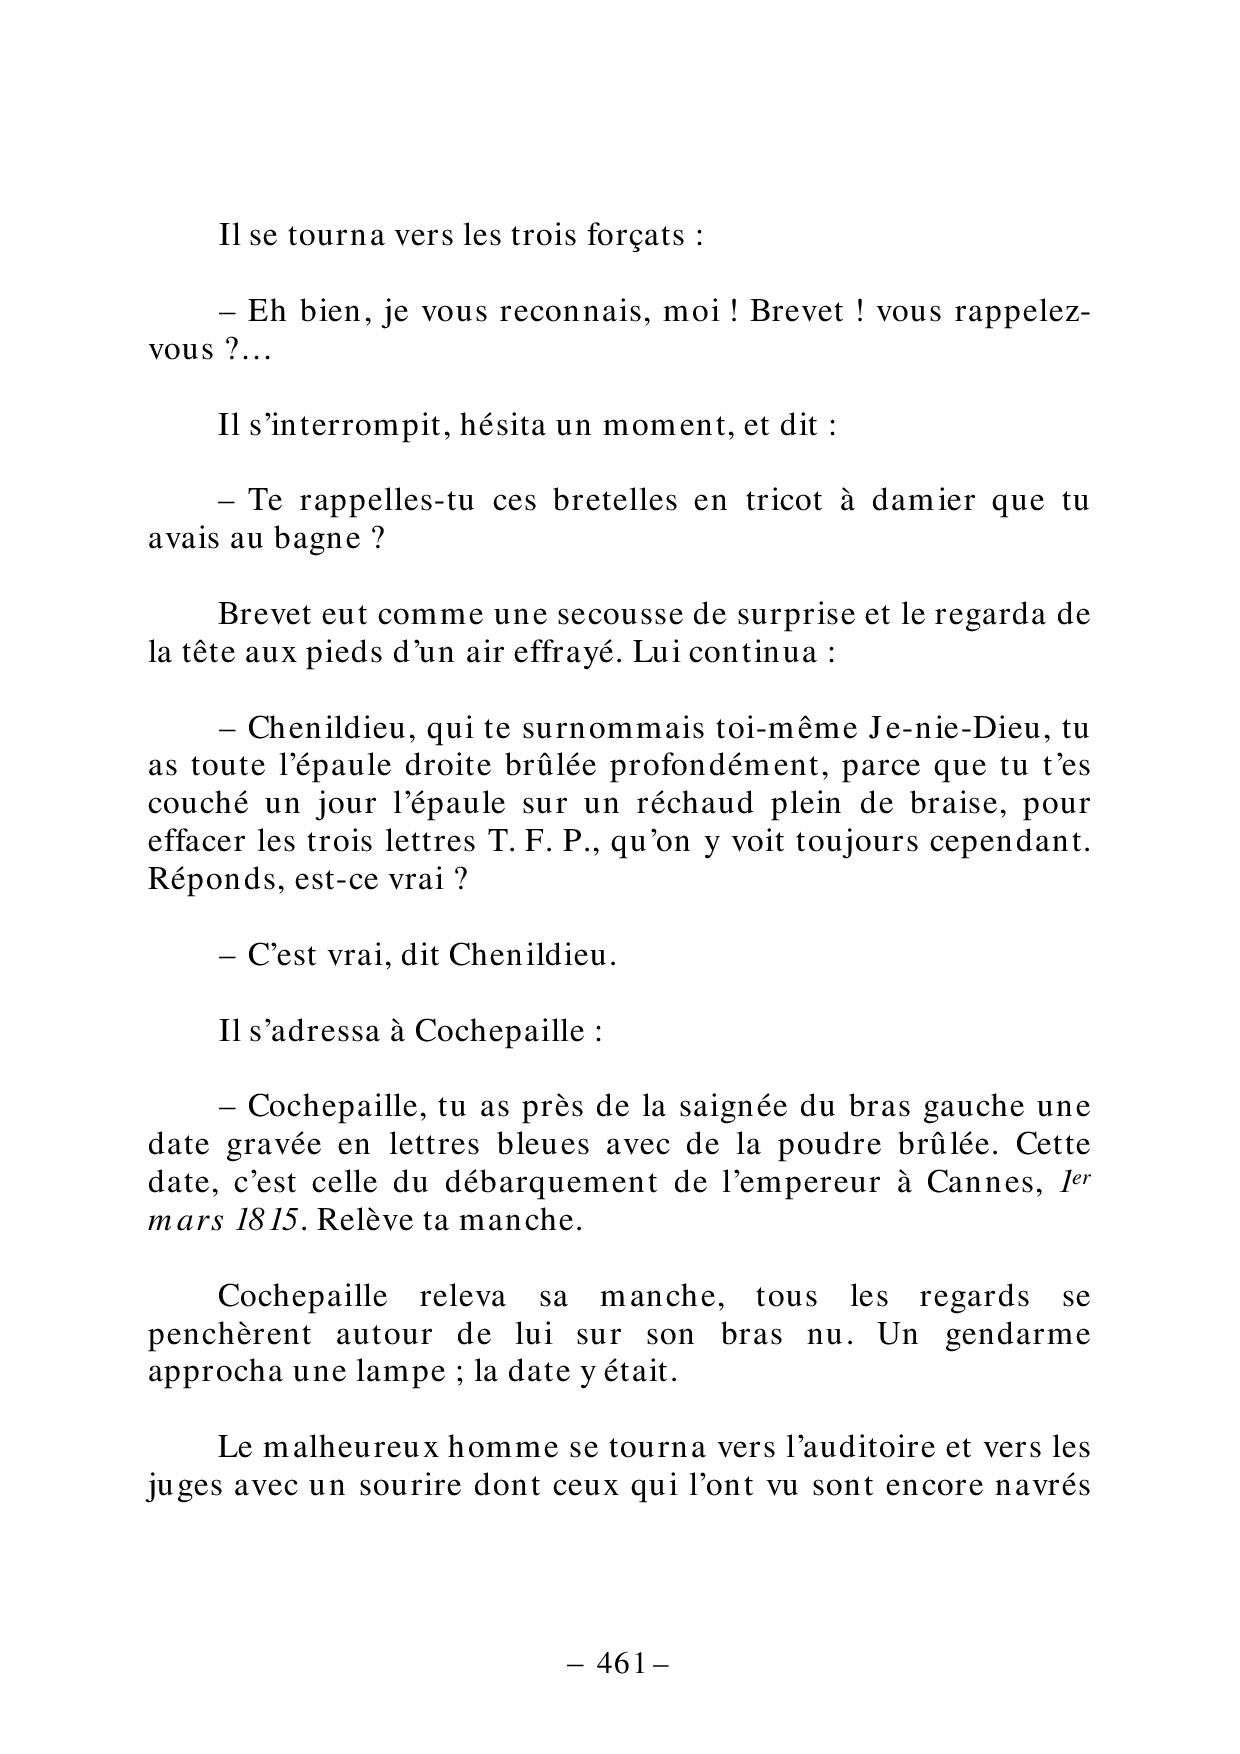 Il se tourna vers les trois forçats :
– Eh bien, je vous reconnais, moi ! Brevet ! vous rappelez-
vous ?…
Il s’interrompit, hésita un moment, et dit :
– Te rappelles-tu ces bretelles en tricot à damier que tu
avais au bagne ?
Brevet eut comme une secousse de surprise et le regarda de
la tête aux pieds d’un air effrayé. Lui continua :
– Chenildieu, qui te surnommais toi-même Je-nie-Dieu, tu
as toute l’épaule droite brûlée profondément, parce que tu t’es
couché un jour l’épaule sur un réchaud plein de braise, pour
effacer les trois lettres T. F. P., qu’on y voit toujours cependant.
Réponds, est-ce vrai ?
– C’est vrai, dit Chenildieu.
Il s’adressa à Cochepaille :
– Cochepaille, tu as près de la saignée du bras gauche une
date gravée en lettres bleues avec de la poudre brûlée. Cette
date, c’est celle du débarquement de l’empereur à Cannes, 1er
mars 1815. Relève ta manche.
Cochepaille releva sa manche, tous les regards se
penchèrent autour de lui sur son bras nu. Un gendarme
approcha une lampe ; la date y était.
Le malheureux homme se tourna vers l’auditoire et vers les
juges avec un sourire dont ceux qui l’ont vu sont encore navrés
– 461 –